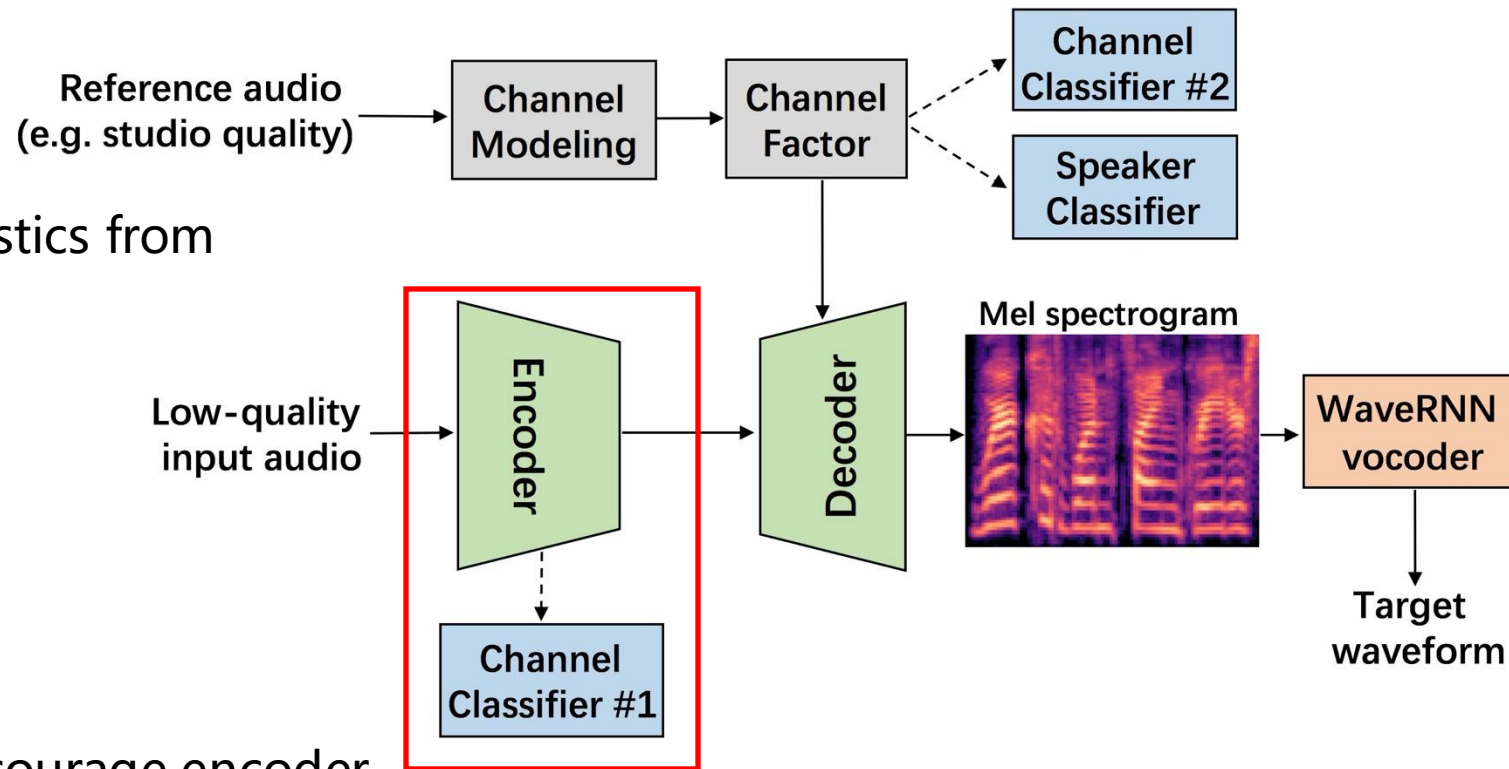 Reference audio
(e.g. studio quality)
Channel
Modeling
Channel
Factor
Channel
Classifier #2
Speaker
Classifier
stics from
Low-quality
input audio
Encoder
Channel
Classifier #1
Decoder
Mel spectrogram
WaveRNN
vocoder
Target
waveform
courage encoder